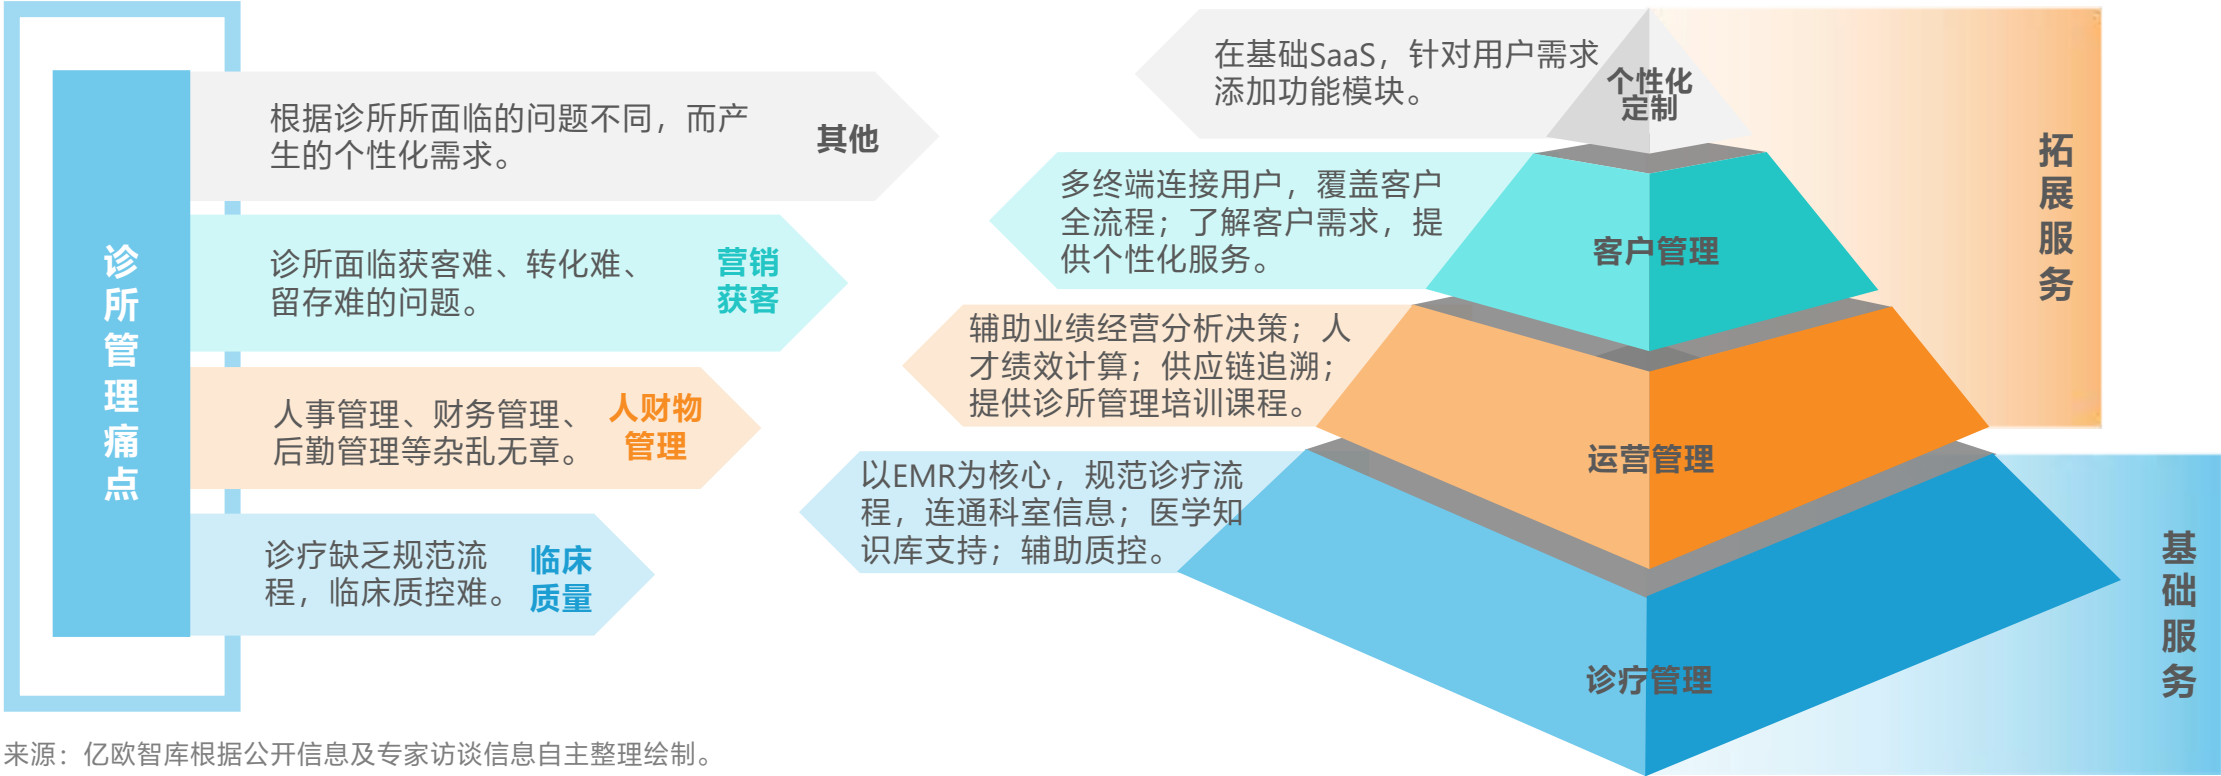 诊所管理痛点
根据诊所所面临的问题不同，而产
生的个性化需求。
其他
诊所面临获客难、转化难、
留存难的问题。
营销
获客
人事管理、财务管理、
后勤管理等杂乱无章。
人财物
管理
诊疗缺乏规范流
程，临床质控难。
临床
质量
在基础SaaS，针对用户需求
添加功能模块。
个性化
定制
多终端连接用户，覆盖客户
全流程；了解客户需求，提
供个性化服务。
客户管理
辅助业绩经营分析决策；人
才绩效计算；供应链追溯；
提供诊所管理培训课程。
运营管理
以EMR为核心，规范诊疗流
程，连通科室信息；医学知
识库支持；辅助质控。
诊疗管理
拓展服务
基础服务
来源：亿欧智库根据公开信息及专家访谈信息自主整理绘制。